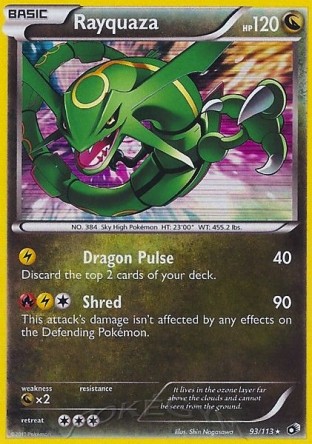 BASIC
Rayquaza HP120
NO. 384 Sky High Pokémon HT: 23'00" WT: 455.2 lbs.
Dragon Pulse 40
Discard the top 2 cards of your deck.
Shred 90
This attack's damage isn't affected by any effects on
the Defending Pokémon.
weakness resistance
×2
retreat
It lives in the ozone layer far
above the clouds and cannot
be seen from the ground.
Illus. Shin Nagasawa
93/113